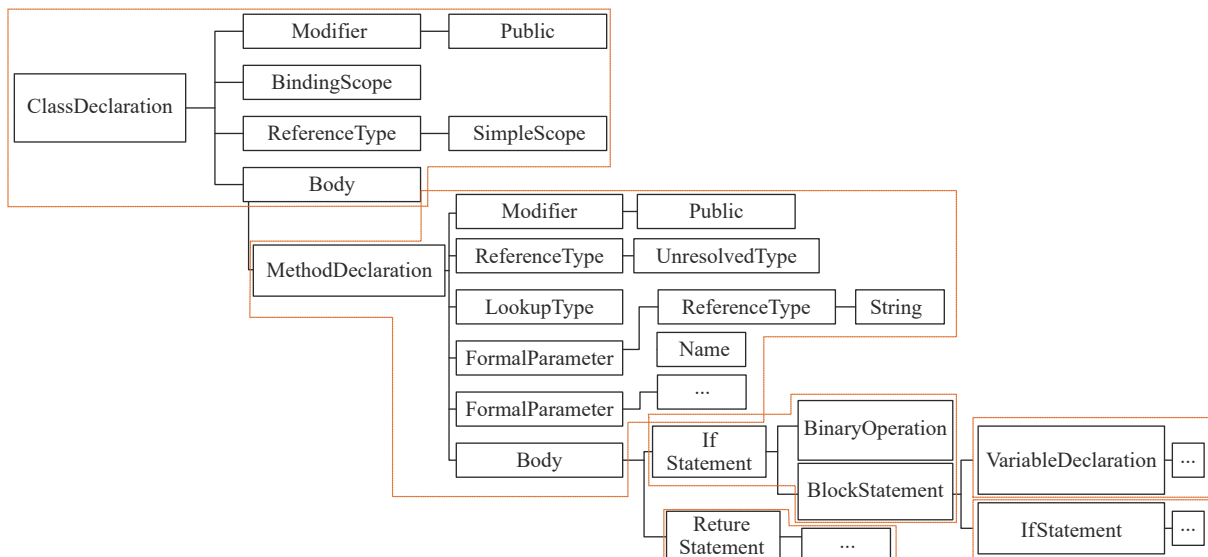 Modifier
Public
BindingScope
ClassDeclaration
ReferenceType
SimpleScope
Body
Modifier
Public
ReferenceType
UnresolvedType
MethodDeclaration
LookupType
ReferenceType
String
FormalParameter
Name
FormalParameter
...
Body
If
Statement
BinaryOperation
BlockStatement
VariableDeclaration
...
IfStatement
...
Reture
Statement
...